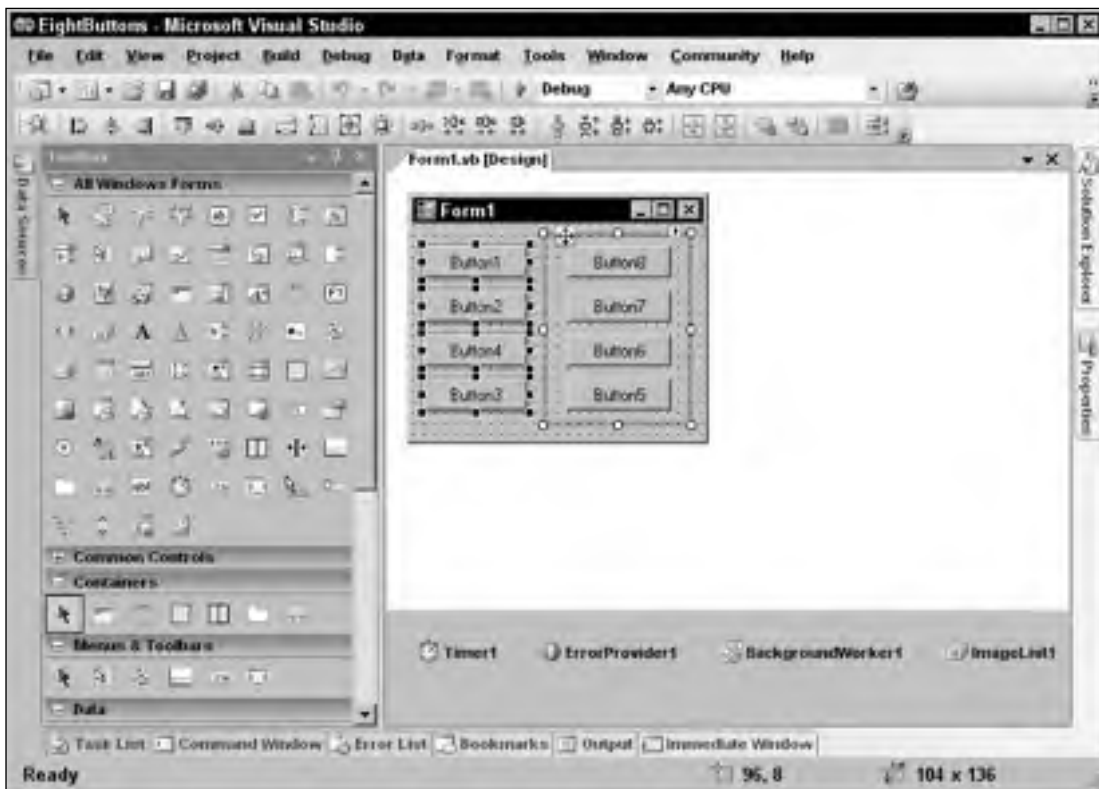 EightButtons - Microsoft Visual Studio
File Edit View Project Build Debug Data Format Tools Window Community Help
Debug Any CPU
Toolbox
All Windows Forms
Common Controls
Containers
Menus & Toolbars
Data
Data Sources
Form1.vb [Design]
Form1
Button1 Button8
Button2 Button7
Button4 Button6
Button3 Button5
Timer1 ErrorProvider1 BackgroundWorker1 ImageList1
Solution Explorer
Properties
Task List Command Window Error List Bookmarks Output Immediate Window
Ready 96, 8 104 x 136